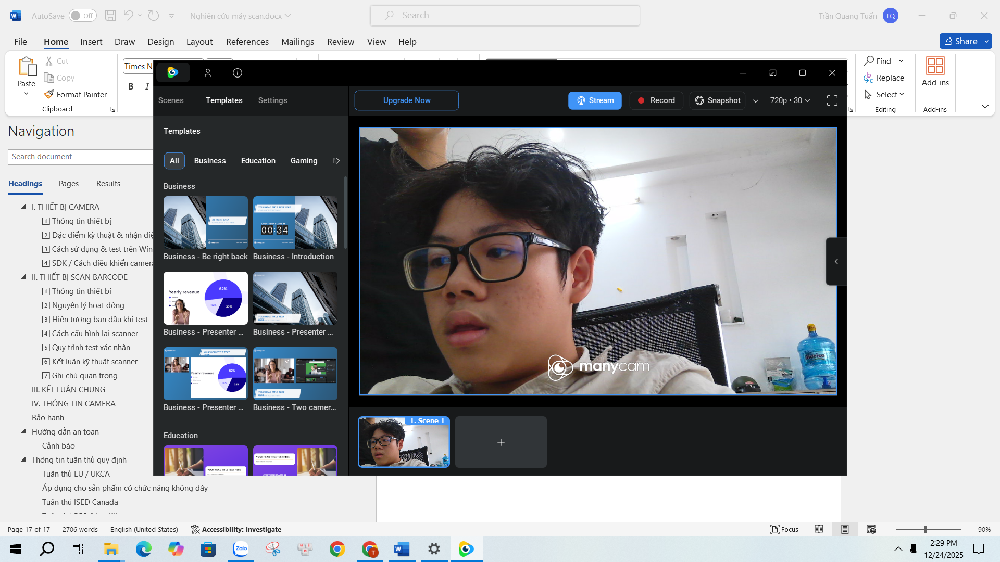 AutoSave Off Nghiên cứu máy scan.docx Search Trần Quang Tuấn TQ
File Home Insert Draw Design Layout References Mailings Review View Help Share
Paste
Cut
Copy
Format Painter
Clipboard
Times N
B I
Find
Replace
Select
Editing
Add-ins
Add-ins
Navigation
Search document
Headings Pages Results
I. THIẾT BỊ CAMERA
1 Thông tin thiết bị
2 Đặc điểm kỹ thuật & nhận diệ
3 Cách sử dụng & test trên Win
4 SDK / Cách điều khiển camera
II. THIẾT BỊ SCAN BARCODE
1 Thông tin thiết bị
2 Nguyên lý hoạt động
3 Hiện tượng ban đầu khi test
4 Cách cấu hình lại scanner
5 Quy trình test xác nhận
6 Kết luận kỹ thuật scanner
7 Ghi chú quan trọng
III. KẾT LUẬN CHUNG
IV. THÔNG TIN CAMERA
Bảo hành
Hướng dẫn an toàn
Cảnh báo
Thông tin tuân thủ quy định
Tuân thủ EU / UKCA
Áp dụng cho sản phẩm có chức năng không dây
Tuân thủ ISED Canada
Scenes Templates Settings
Upgrade Now Stream Record Snapshot 720p • 30
Templates
All Business Education Gaming
Business
BE RIGHT BACK
YOUR HEAD TITLE TEXT HERE
LIVE STREAM STARTS IN
00:34
Business - Be right back Business - Introduction
Yearly revenue
52%
16%
32%
YOUR HEAD TITLE TEXT HERE
Business - Presenter ... Business - Presenter ...
YOUR HEAD TITLE TEXT HERE
Yearly revenue
52%
32%
YOUR HEAD TITLE TEXT HERE
Business - Presenter ... Business - Two camer...
Education
YOUR HEAD TITLE TEXT HERE
YOUR HEAD TITLE TEXT HERE
LIVE STREAM STARTS IN
Bidrico
manycam
1. Scene 1
Page 17 of 17 2706 words English (United States) Accessibility: Investigate Focus 90%
Zalo
T
2:29 PM
12/24/2025